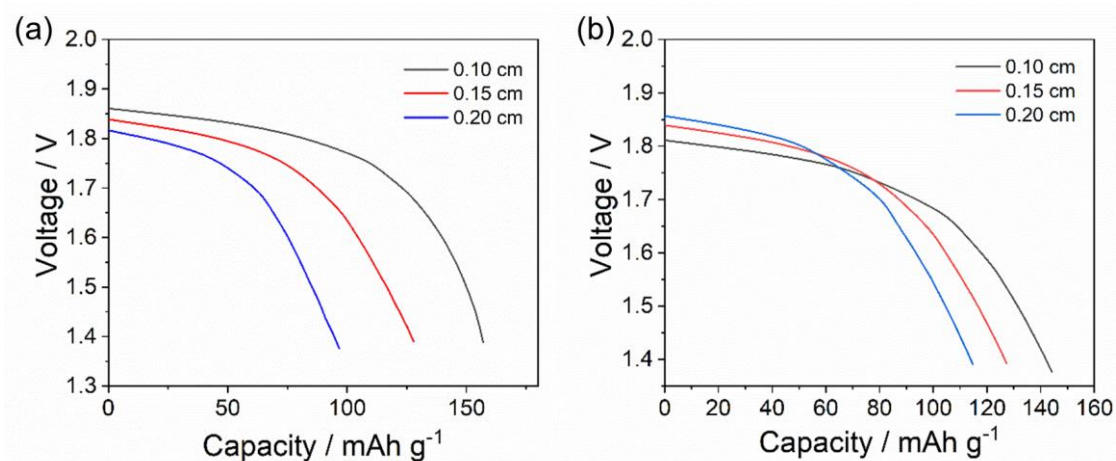 (a)
2.0
1.9
1.8
1.7
1.6
1.5
1.4
1.3
Voltage / V
0.10 cm
0.15 cm
0.20 cm
0 50 100 150
Capacity / mAh g⁻¹
(b)
2.0
1.9
1.8
1.7
1.6
1.5
1.4
Voltage / V
0.10 cm
0.15 cm
0.20 cm
0 20 40 60 80 100 120 140 160
Capacity / mAh g⁻¹